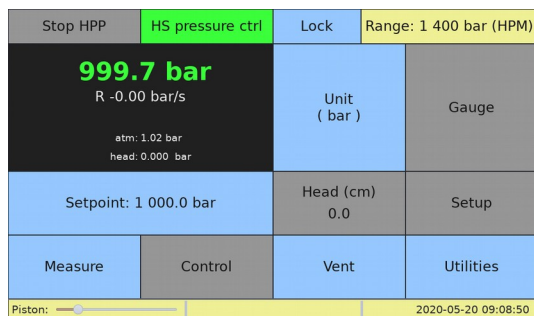 Stop HPP
HS pressure ctrl
Lock
Range: 1 400 bar (HPM)
999.7 bar
R -0.00 bar/s
atm: 1.02 bar
head: 0.000 bar
Unit
( bar )
Gauge
Setpoint: 1 000.0 bar
Head (cm)
0.0
Setup
Measure
Control
Vent
Utilities
Piston:
2020-05-20 09:08:50